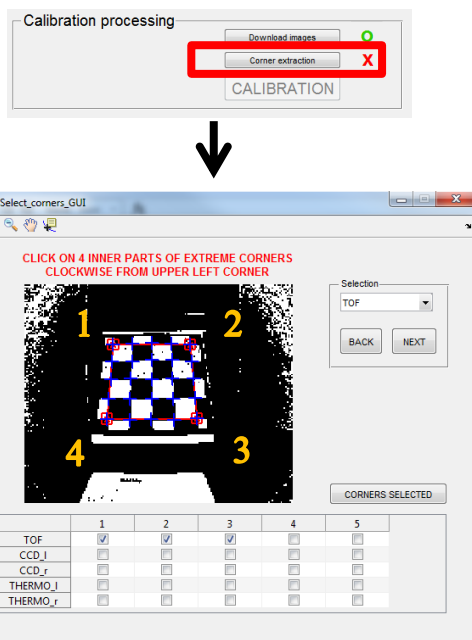 Calibration processing
Download images O
Corner extraction X
CALIBRATION
Select_corners_GUI
CLICK ON 4 INNER PARTS OF EXTREME CORNERS
CLOCKWISE FROM UPPER LEFT CORNER
Selection
TOF
BACK NEXT
1 2
4 3
CORNERS SELECTED
1 2 3 4 5
TOF
CCD_l
CCD_r
THERMO_l
THERMO_r